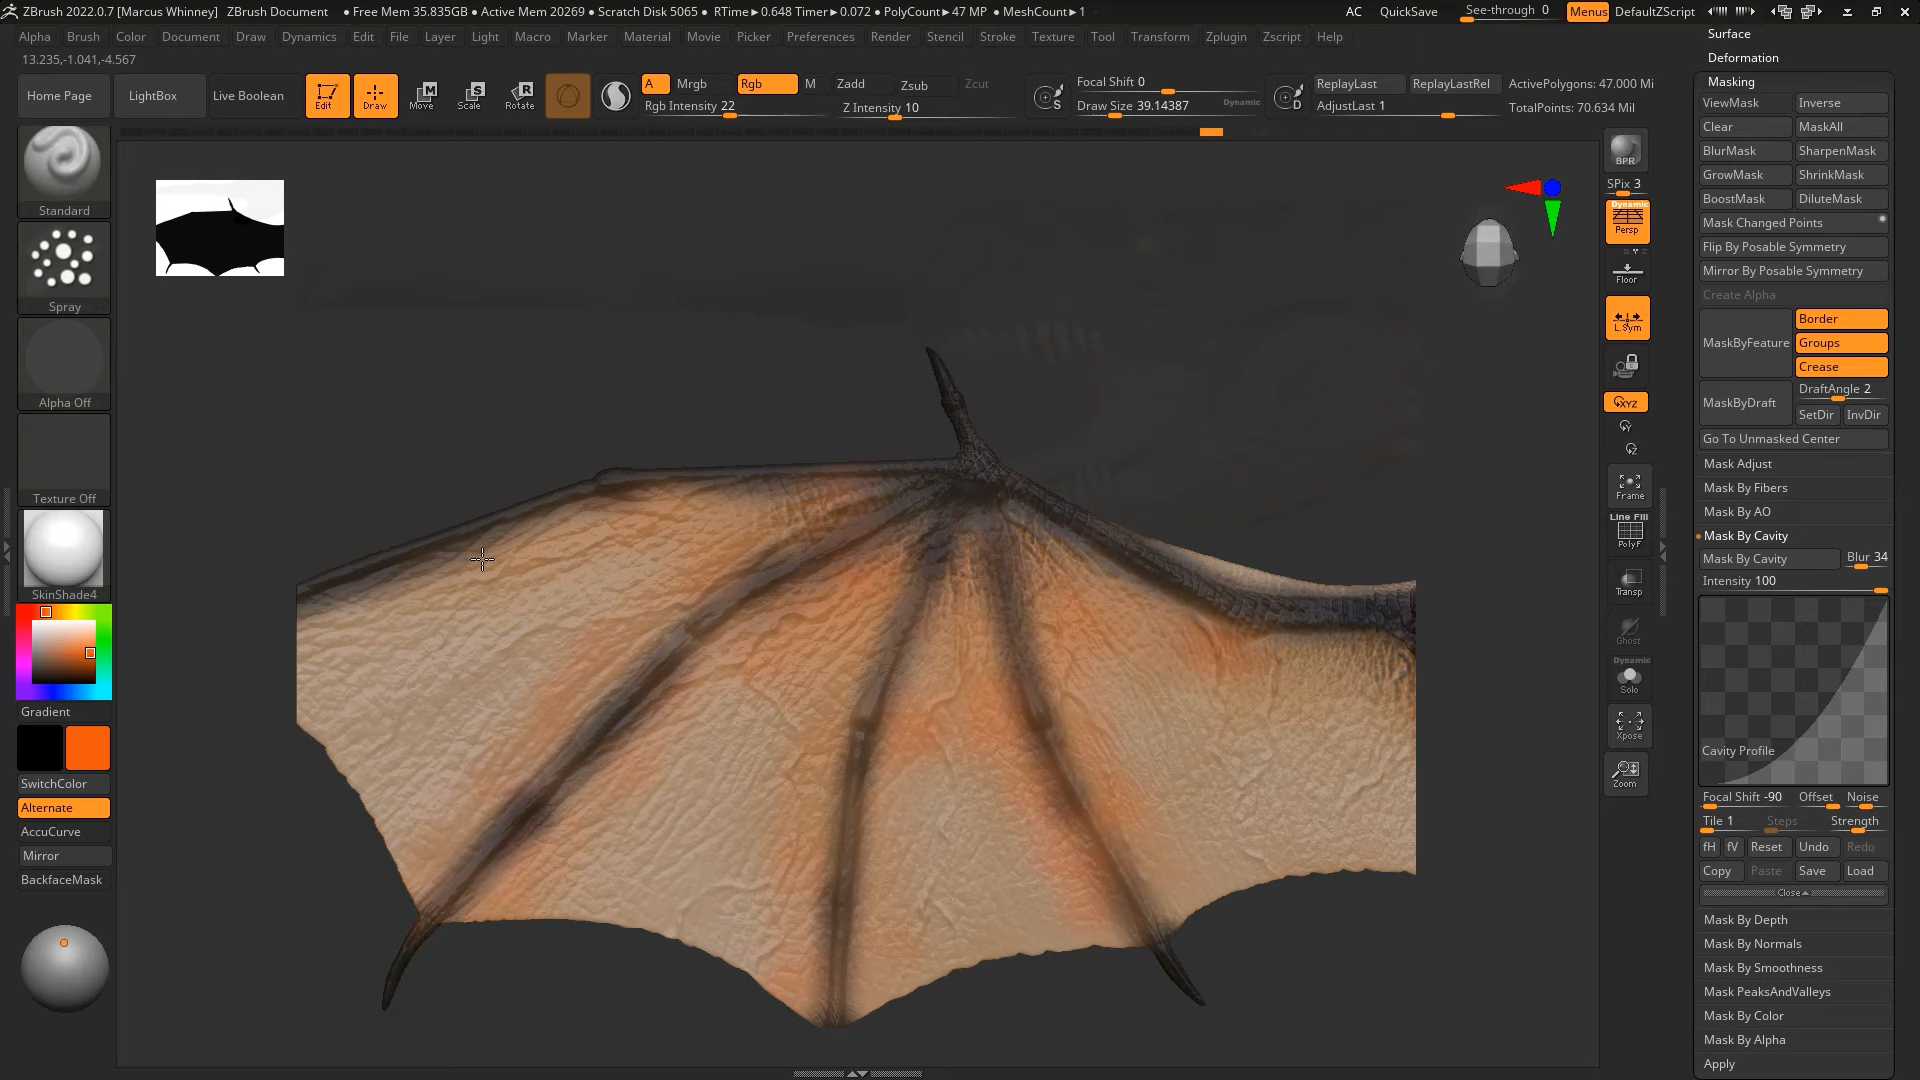 ZBrush 2022.0.7 [Marcus Whinney] ZBrush Document • Free Mem 35.835GB • Active Mem 20269 • Scratch Disk 5065 • RTime▸0.648 Timer▸0.072 • PolyCount▸47 MP • MeshCount▸1 AC QuickSave See-through 0 Menus DefaultZScript
Alpha Brush Color Document Draw Dynamics Edit File Layer Light Macro Marker Material Movie Picker Preferences Render Stencil Stroke Texture Tool Transform Zplugin Zscript Help
13.235,-1.041,-4.567
Home Page LightBox Live Boolean Edit Draw Move Scale Rotate
A Mrgb Rgb M Zadd Zsub Zcut
Rgb Intensity 22 Z Intensity 10
Focal Shift 0
Draw Size 39.14387 Dynamic
ReplayLast ReplayLastRel ActivePolygons: 47.000 Mi
AdjustLast 1 TotalPoints: 70.634 Mil
Standard
Spray
Alpha Off
Texture Off
SkinShade4
Gradient
SwitchColor
Alternate
AccuCurve
Mirror
BackfaceMask
BPR
SPix 3
Dynamic
Persp
Floor
L.Sym
XYZ
Frame
Line Fill
PolyF
Transp
Ghost
Dynamic
Solo
Xpose
Zoom
Surface
Deformation
Masking
ViewMask Inverse
Clear MaskAll
BlurMask SharpenMask
GrowMask ShrinkMask
BoostMask DiluteMask
Mask Changed Points
Flip By Posable Symmetry
Mirror By Posable Symmetry
Create Alpha
MaskByFeature Border
Groups
Crease
MaskByDraft DraftAngle 2
SetDir InvDir
Go To Unmasked Center
Mask Adjust
Mask By Fibers
Mask By AO
Mask By Cavity
Mask By Cavity Blur 34
Intensity 100
Cavity Profile
Focal Shift -90 Offset Noise
Tile 1 Steps Strength
fH fV Reset Undo Redo
Copy Paste Save Load
Close
Mask By Depth
Mask By Normals
Mask By Smoothness
Mask PeaksAndValleys
Mask By Color
Mask By Alpha
Apply